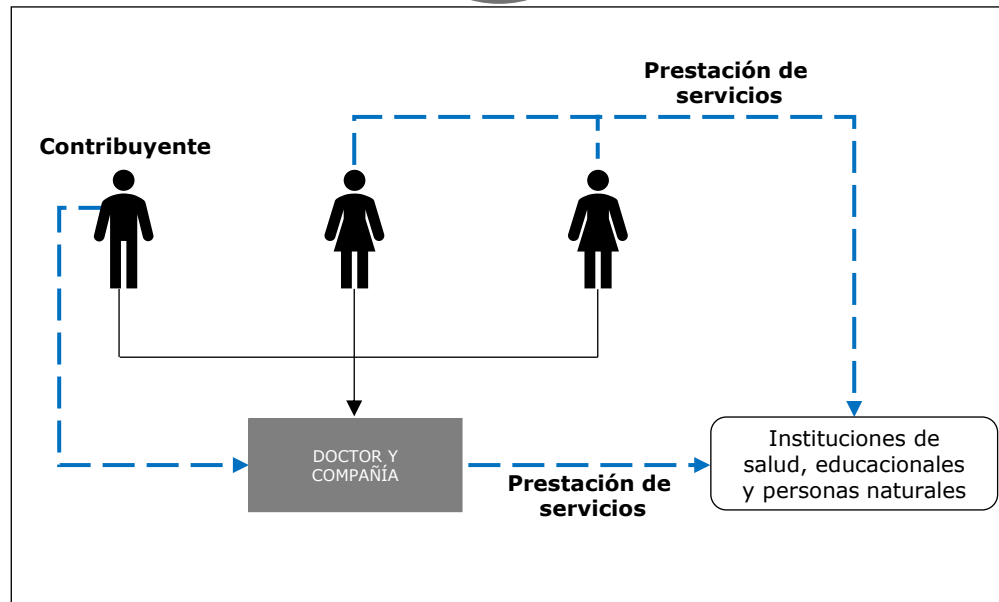 Prestación de
servicios
Contribuyente
DOCTOR Y
COMPAÑÍA
Prestación de
servicios
Instituciones de
salud, educacionales
y personas naturales